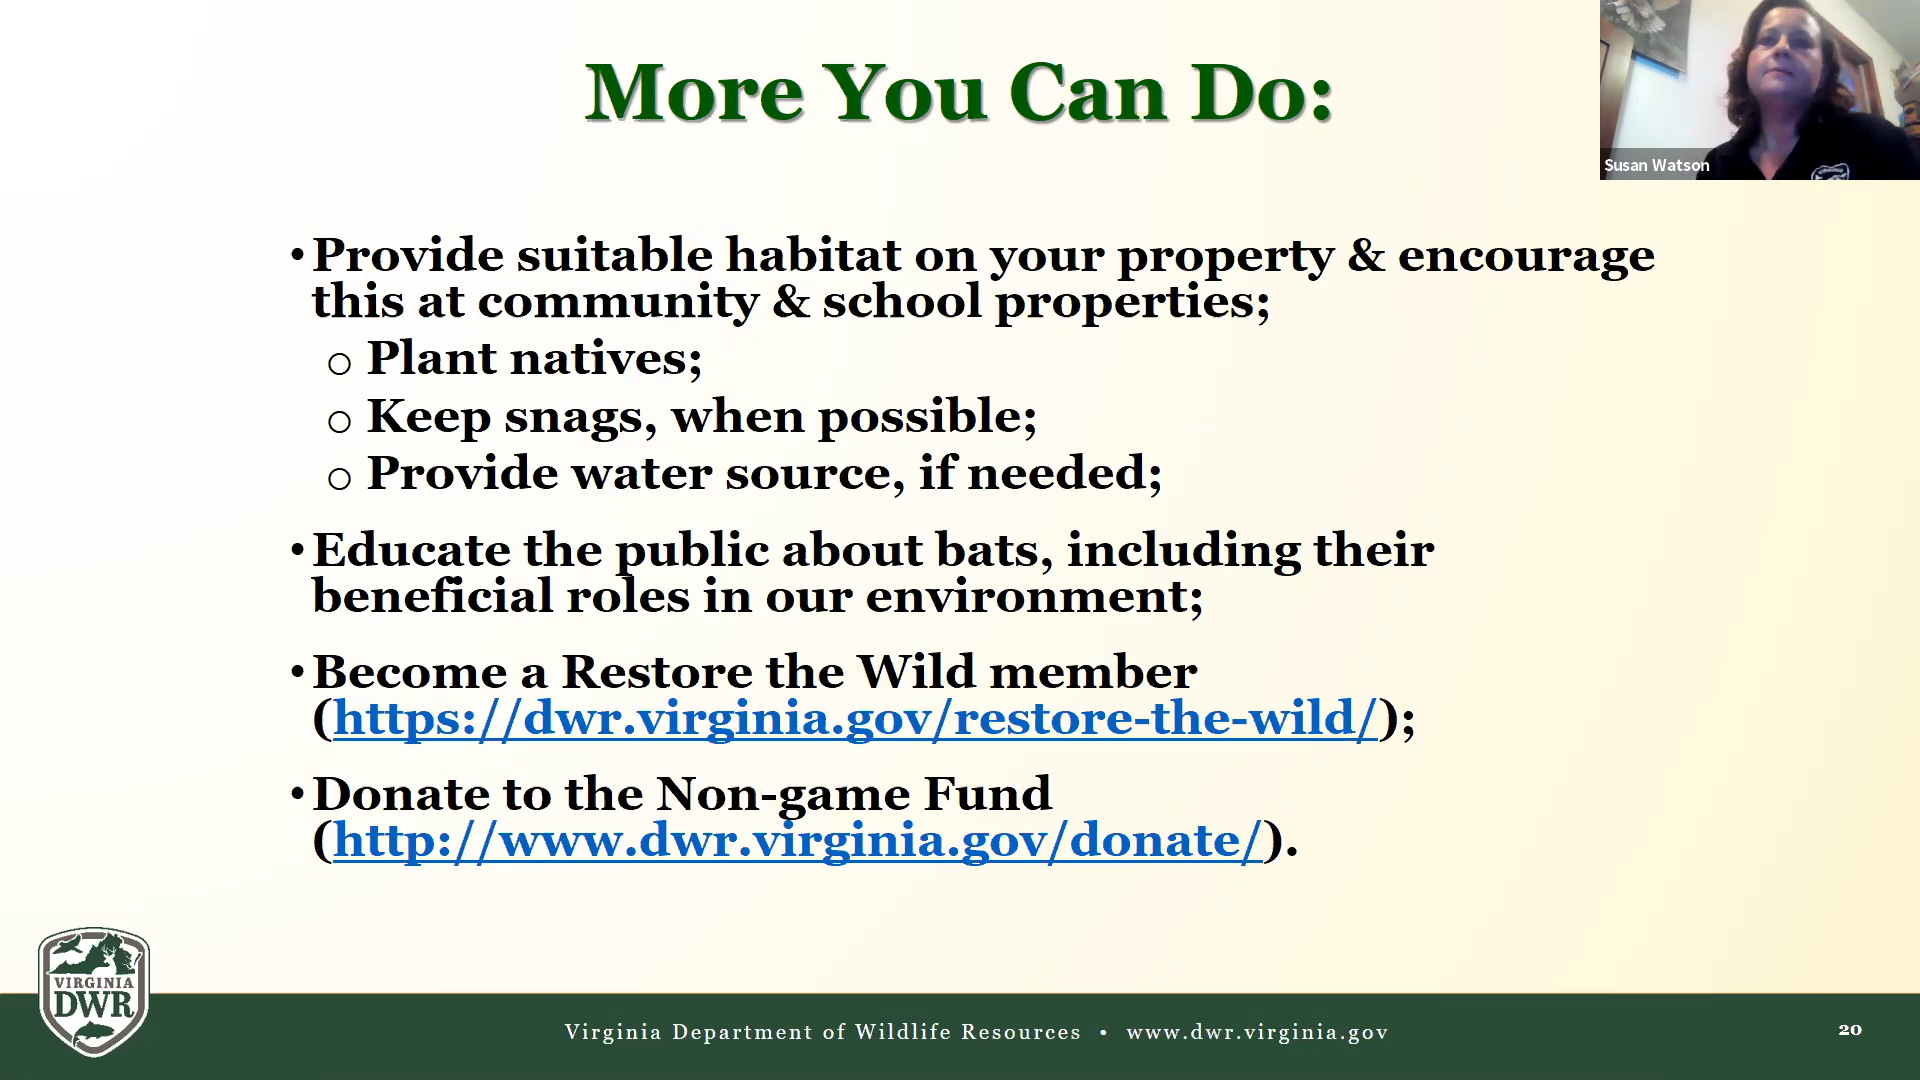 More You Can Do:
Susan Watson
•Provide suitable habitat on your property & encourage
this at community & school properties;
o Plant natives;
o Keep snags, when possible;
o Provide water source, if needed;
•Educate the public about bats, including their
beneficial roles in our environment;
•Become a Restore the Wild member
(https://dwr.virginia.gov/restore-the-wild/);
•Donate to the Non-game Fund
(http://www.dwr.virginia.gov/donate/).
VIRGINIA
DWR
Virginia Department of Wildlife Resources • www.dwr.virginia.gov
20